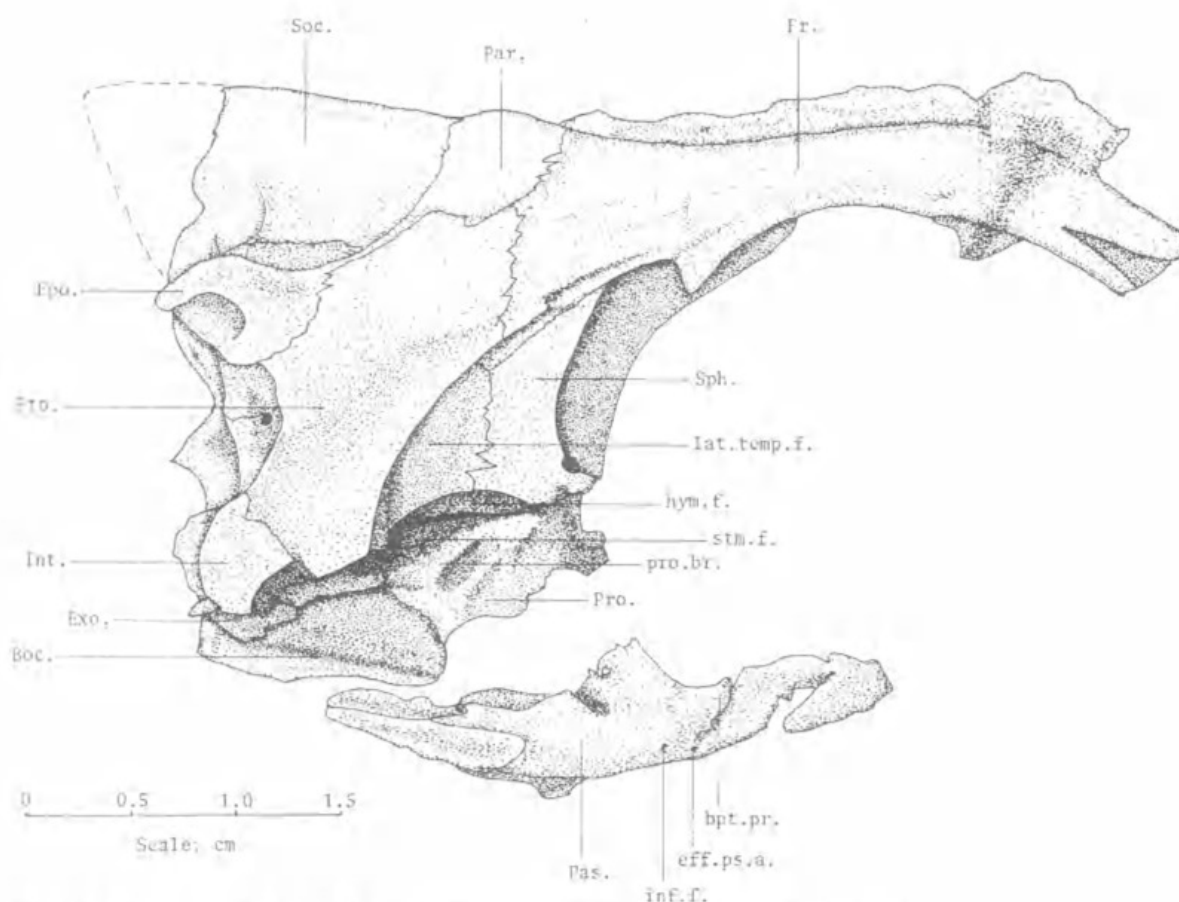 Soc.
Fr.
Par.
Epo.
Pto.
Sph.
lat.temp.f.
hym.f.
Int.
stm.f.
pro.br.
Exo.
Pro.
Boc.
0 0.5 1.0 1.5
Scale; cm
bpt.pr.
eff.ps.a.
Pas.
inf.f.